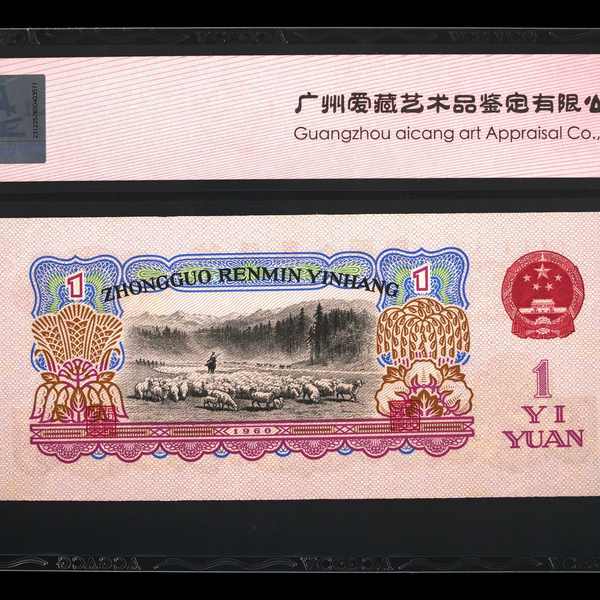 231225280043577
广州爱藏艺术品鉴定有限
Guangzhou aicang art Appraisal Co.,
1
1
ZHONGGUO RENMIN YINHANG
1960
1
YI
YUAN